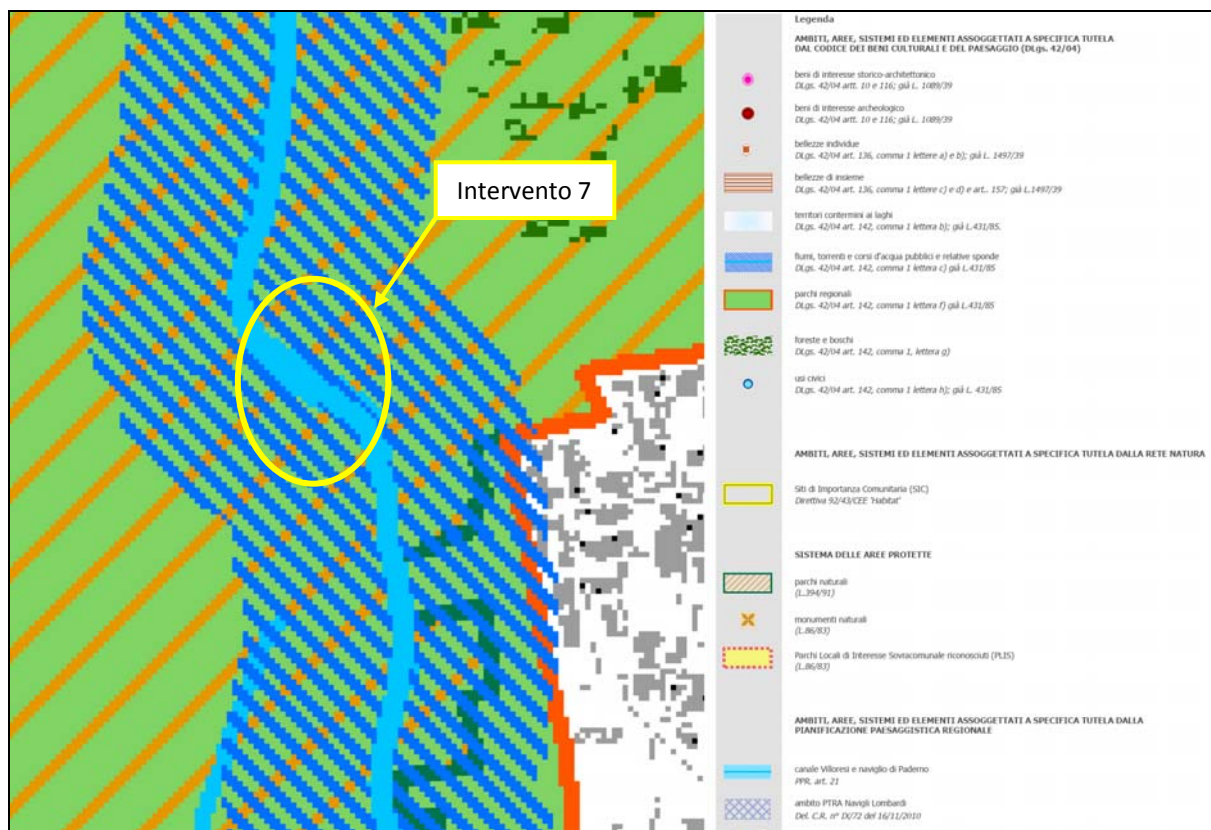 Intervento 7
Legenda
AMBITI, AREE, SISTEMI ED ELEMENTI ASSOGGETTATI A SPECIFICA TUTELA
DAL CODICE DEI BENI CULTURALI E DEL PAESAGGIO (DLgs. 42/04)
beni di interesse storico-architettonico
DLgs. 42/04 artt. 10 e 116; già L. 1089/39
beni di interesse archeologico
DLgs. 42/04 artt. 10 e 116; già L. 1089/39
bellezze individue
DLgs. 42/04 art. 136, comma 1 lettere a) e b); già L. 1497/39
bellezze di insieme
DLgs. 42/04 art. 136, comma 1 lettere c) e d) e art.. 157; già L.1497/39
territori contermini ai laghi
DLgs. 42/04 art. 142, comma 1 lettera b); già L.431/85.
fiumi, torrenti e corsi d'acqua pubblici e relative sponde
DLgs. 42/04 art. 142, comma 1 lettera c) già L.431/85
parchi regionali
DLgs. 42/04 art. 142, comma 1 lettera f) già L.431/85
foreste e boschi
DLgs. 42/04 art. 142, comma 1, lettera g)
usi civici
DLgs. 42/04 art. 142, comma 1 lettera h); già L. 431/85
AMBITI, AREE, SISTEMI ED ELEMENTI ASSOGGETTATI A SPECIFICA TUTELA DALLA RETE NATURA
Siti di Importanza Comunitaria (SIC)
Direttiva 92/43/CEE 'Habitat'
SISTEMA DELLE AREE PROTETTE
parchi naturali
(L.394/91)
monumenti naturali
(L.86/83)
Parchi Locali di Interesse Sovracomunale riconosciuti (PLIS)
(L.86/83)
AMBITI, AREE, SISTEMI ED ELEMENTI ASSOGGETTATI A SPECIFICA TUTELA DALLA
PIANIFICAZIONE PAESAGGISTICA REGIONALE
canale Villoresi e naviglio di Paderno
PPR. art. 21
ambito PTRA Navigli Lombardi
Del. C.R. n° IX/72 del 16/11/2010